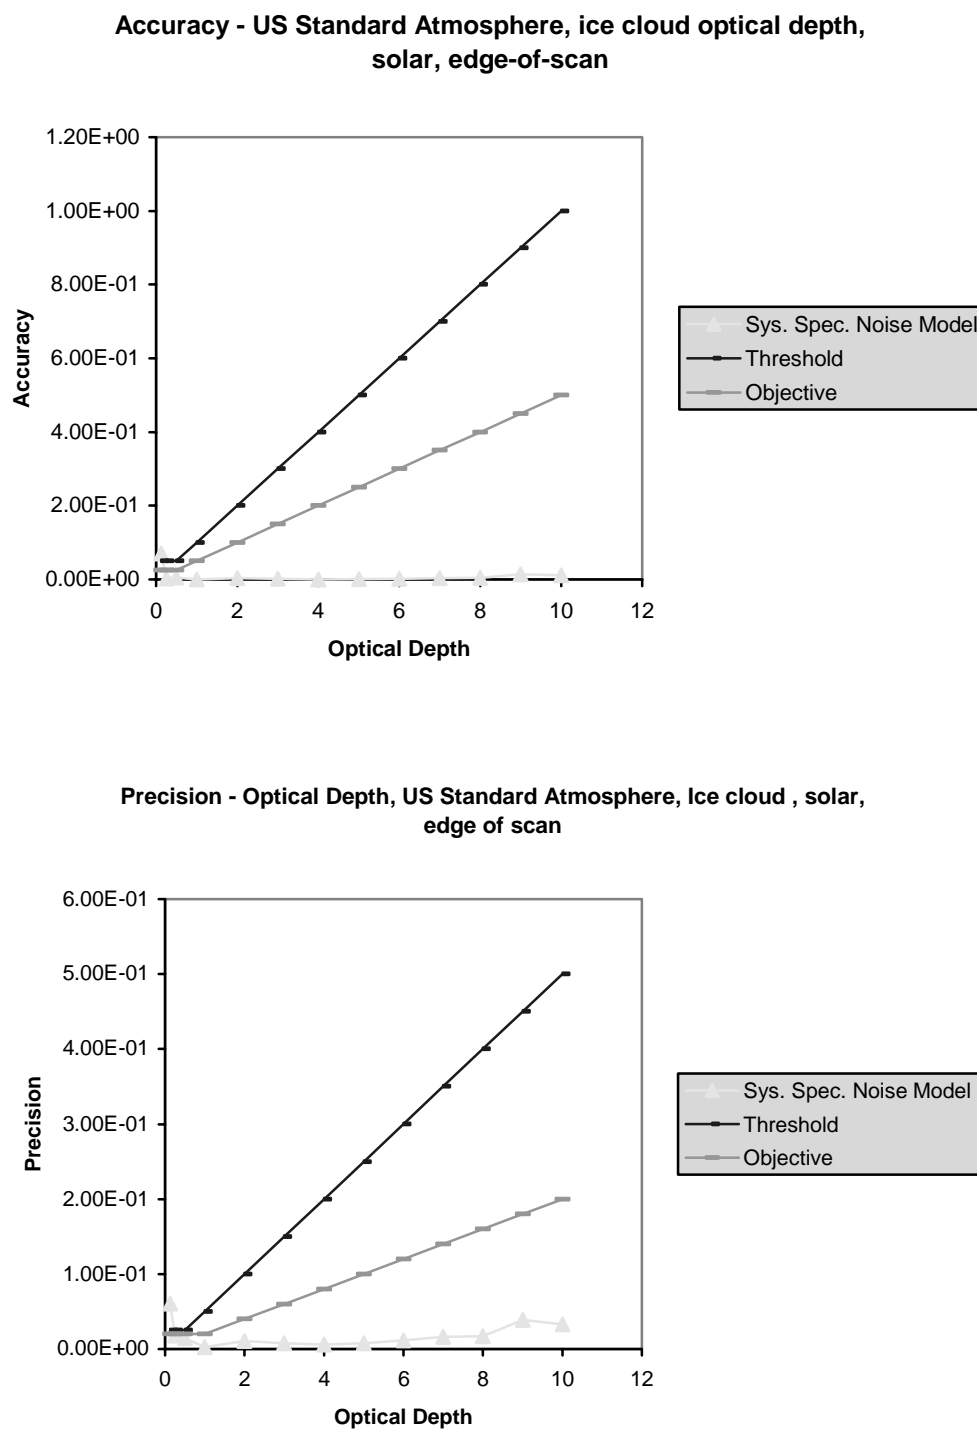 Accuracy - US Standard Atmosphere, ice cloud optical depth,
solar, edge-of-scan
1.20E+00
1.00E+00
8.00E-01
6.00E-01
4.00E-01
2.00E-01
0.00E+00
Accuracy
0 2 4 6 8 10 12
Optical Depth
Sys. Spec. Noise Model
Threshold
Objective
Precision - Optical Depth, US Standard Atmosphere, Ice cloud , solar,
edge of scan
6.00E-01
5.00E-01
4.00E-01
3.00E-01
2.00E-01
1.00E-01
0.00E+00
Precision
0 2 4 6 8 10 12
Optical Depth
Sys. Spec. Noise Model
Threshold
Objective